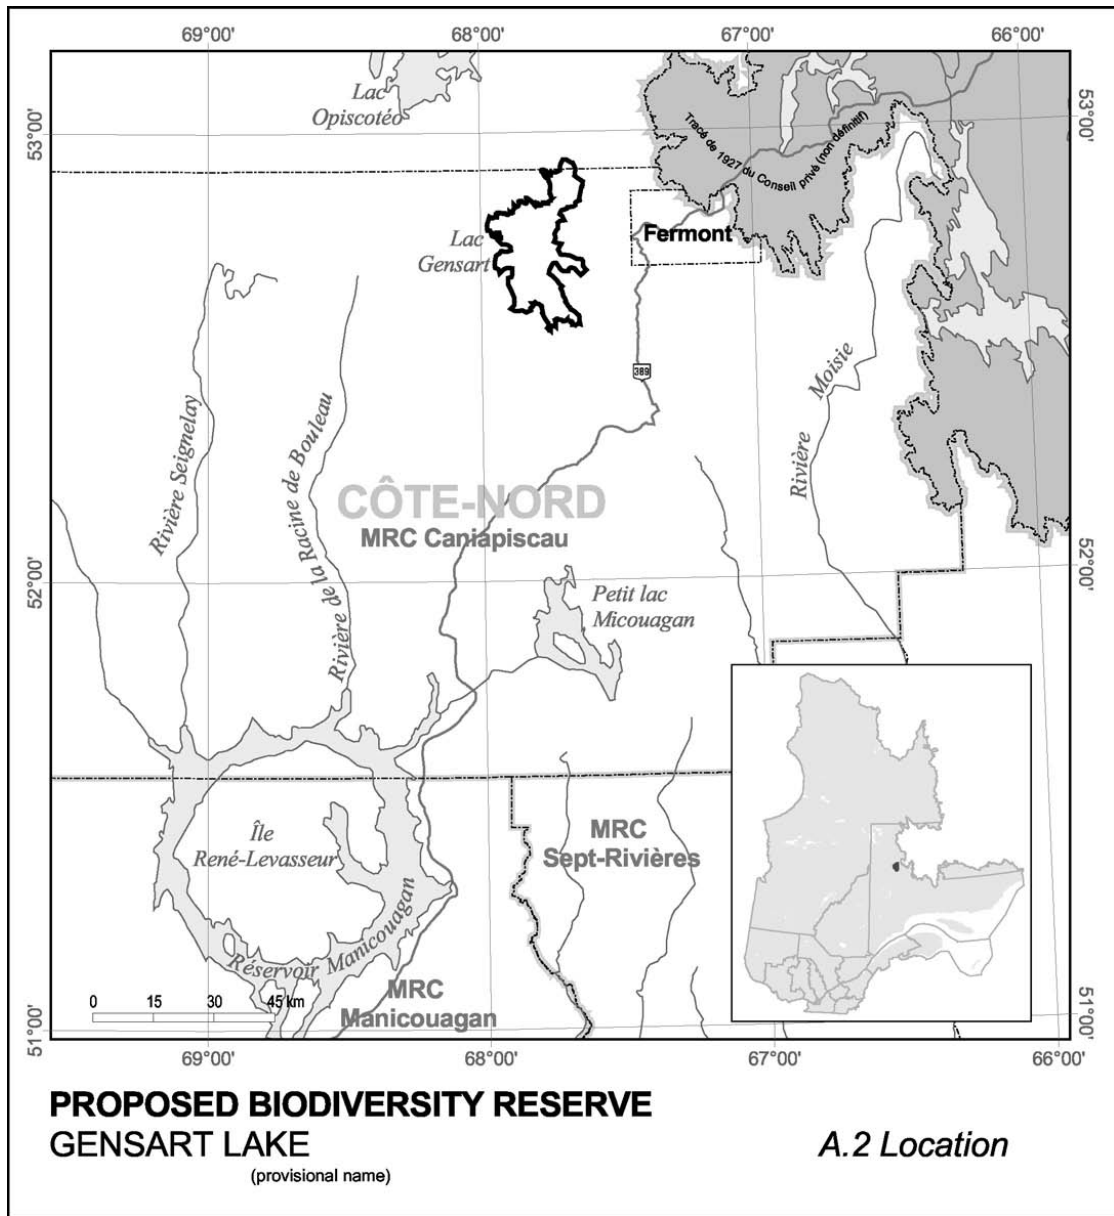 69°00'
68°00'
67°00'
66°00'
Lac
Opiscotéo
53°00'
53°00'
Tracé de 1927 du Conseil privé (non définitif)
Fermont
Lac
Gensart
389
Rivière Moisie
Rivière Seignelay
Rivière de la Racine de Bouleau
CÔTE-NORD
MRC Caniapiscau
52°00'
52°00'
Petit lac
Micouagan
Île
René-Levasseur
MRC
Sept-Rivières
Réservoir Manicouagan
MRC
Manicouagan
0 15 30 45 km
51°00'
51°00'
69°00'
68°00'
67°00'
66°00'
PROPOSED BIODIVERSITY RESERVE
GENSART LAKE
(provisional name)
A.2 Location